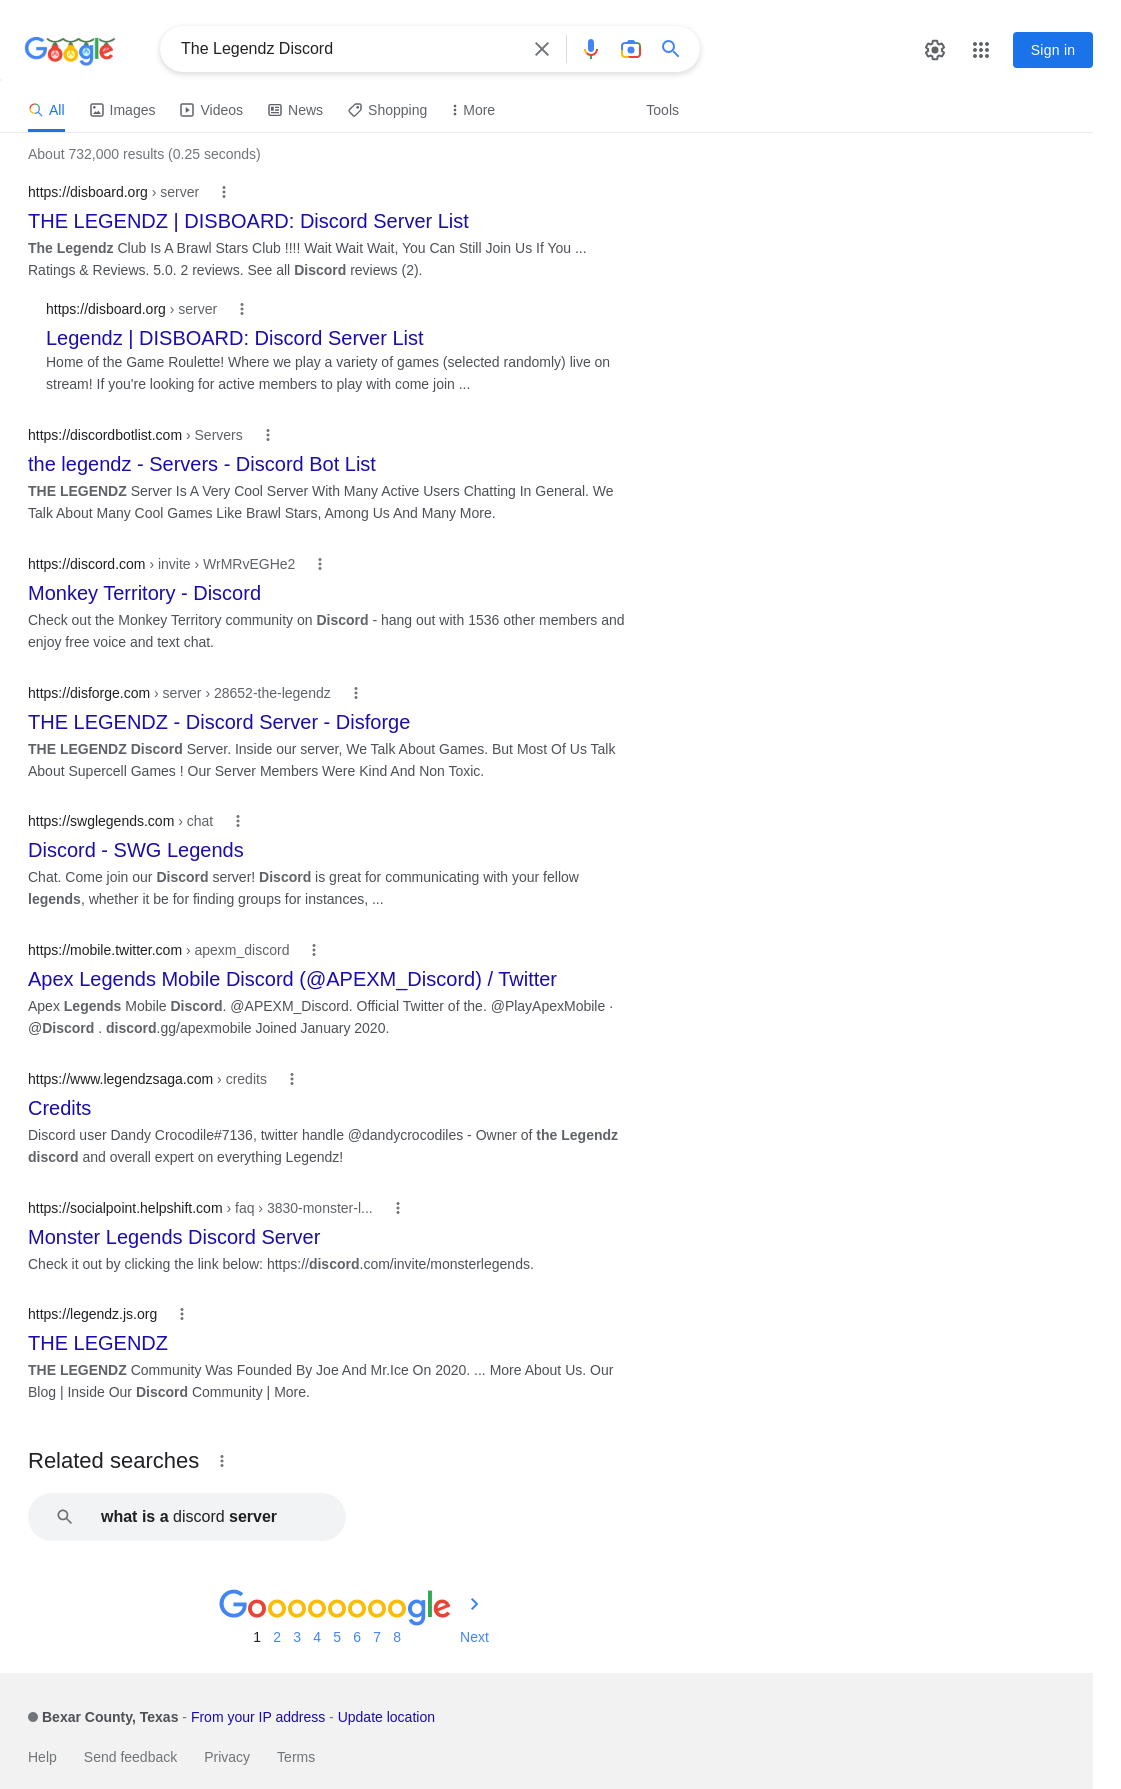 Google
The Legendz Discord
Sign in
All Images Videos News Shopping More Tools
About 732,000 results (0.25 seconds)
https://disboard.org › server
THE LEGENDZ | DISBOARD: Discord Server List
The Legendz Club Is A Brawl Stars Club !!!! Wait Wait Wait, You Can Still Join Us If You ...
Ratings & Reviews. 5.0. 2 reviews. See all Discord reviews (2).
https://disboard.org › server
Legendz | DISBOARD: Discord Server List
Home of the Game Roulette! Where we play a variety of games (selected randomly) live on
stream! If you're looking for active members to play with come join ...
https://discordbotlist.com › Servers
the legendz - Servers - Discord Bot List
THE LEGENDZ Server Is A Very Cool Server With Many Active Users Chatting In General. We
Talk About Many Cool Games Like Brawl Stars, Among Us And Many More.
https://discord.com › invite › WrMRvEGHe2
Monkey Territory - Discord
Check out the Monkey Territory community on Discord - hang out with 1536 other members and
enjoy free voice and text chat.
https://disforge.com › server › 28652-the-legendz
THE LEGENDZ - Discord Server - Disforge
THE LEGENDZ Discord Server. Inside our server, We Talk About Games. But Most Of Us Talk
About Supercell Games ! Our Server Members Were Kind And Non Toxic.
https://swglegends.com › chat
Discord - SWG Legends
Chat. Come join our Discord server! Discord is great for communicating with your fellow
legends, whether it be for finding groups for instances, ...
https://mobile.twitter.com › apexm_discord
Apex Legends Mobile Discord (@APEXM_Discord) / Twitter
Apex Legends Mobile Discord. @APEXM_Discord. Official Twitter of the. @PlayApexMobile ·
@Discord . discord.gg/apexmobile Joined January 2020.
https://www.legendzsaga.com › credits
Credits
Discord user Dandy Crocodile#7136, twitter handle @dandycrocodiles - Owner of the Legendz
discord and overall expert on everything Legendz!
https://socialpoint.helpshift.com › faq › 3830-monster-l...
Monster Legends Discord Server
Check it out by clicking the link below: https://discord.com/invite/monsterlegends.
https://legendz.js.org
THE LEGENDZ
THE LEGENDZ Community Was Founded By Joe And Mr.Ice On 2020. ... More About Us. Our
Blog | Inside Our Discord Community | More.
Related searches
what is a discord server
Goooooooogle
1 2 3 4 5 6 7 8 Next
Bexar County, Texas - From your IP address - Update location
Help Send feedback Privacy Terms